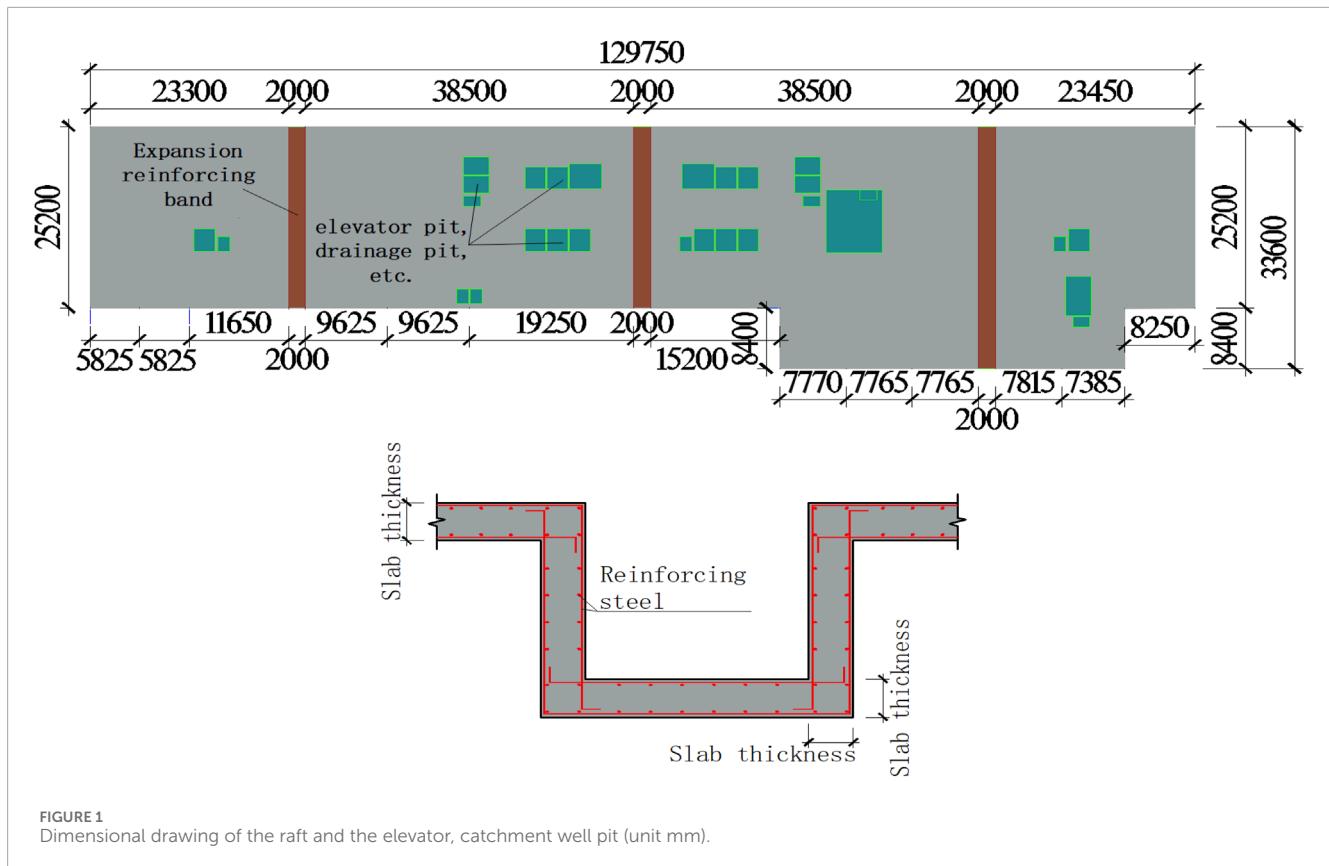 129750
23300 2000 38500 2000 38500 2000 23450
Expansion
reinforcing
band
elevator pit,
drainage pit,
etc.
25200
25200
33600
8400
8400
11650 9625 9625 19250 2000
5825 5825 2000 15200
8250
7770 7765 7765 7815 7385
2000
Slab thickness
Reinforcing
steel
Slab thickness
Slab thickness
FIGURE 1
Dimensional drawing of the raft and the elevator, catchment well pit (unit mm).